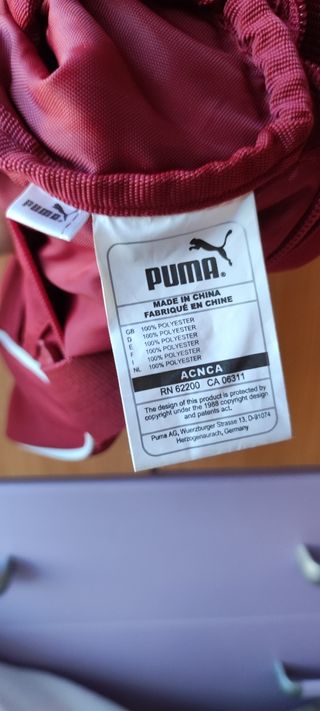 PUMA
PUMA®
MADE IN CHINA
FABRIQUÉ EN CHINE
GB 100% POLYESTER
D 100% POLYESTER
E 100% POLYESTER
F 100% POLYESTER
I 100% POLYESTER
NL 100% POLYESTER
ACNCA
RN 62200 CA 06311
The design of this product is protected by
copyright under the 1988 copyright design
and patents act.
Puma AG, Wuerzburger Strasse 13, D-91074
Herzogenaurach, Germany